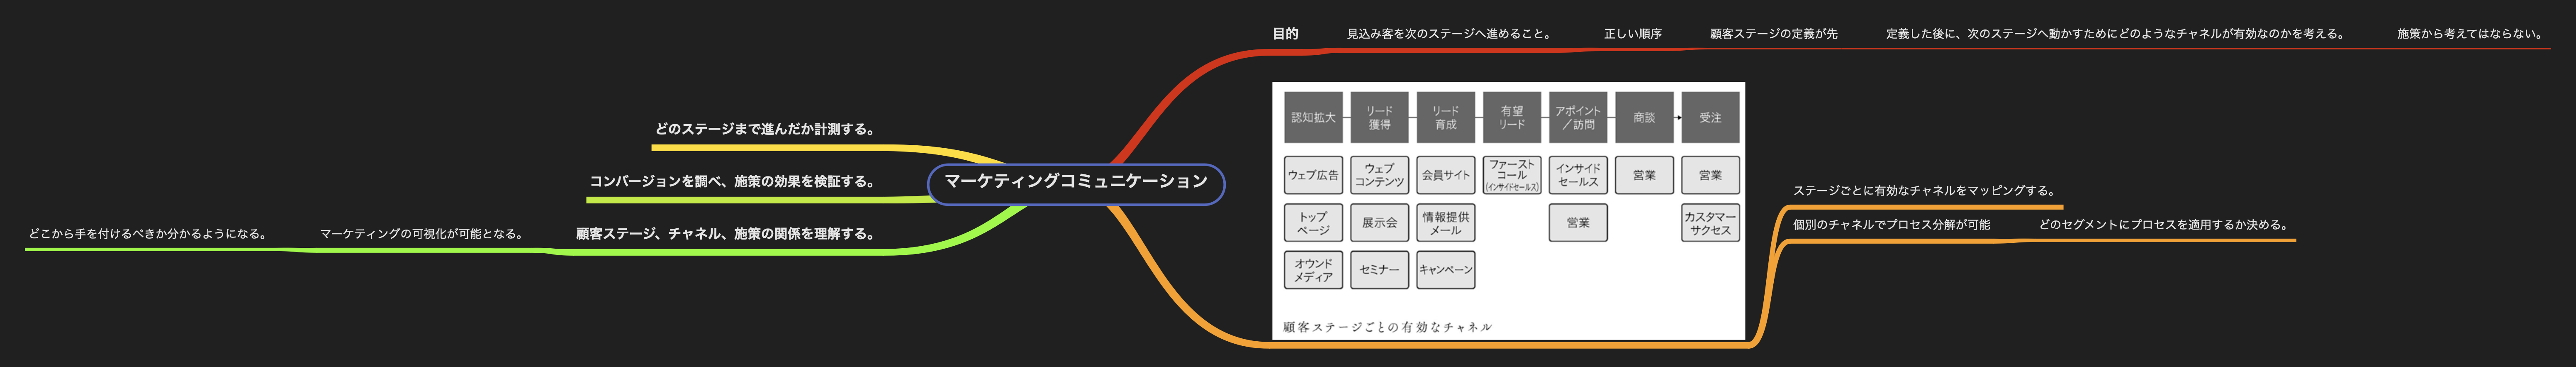 目的
見込み客を次のステージへ進めること。
正しい順序
顧客ステージの定義が先
定義した後に、次のステージへ動かすためにどのようなチャネルが有効なのかを考える。
施策から考えてはならない。
どのステージまで進んだか計測する。
コンバージョンを調べ、施策の効果を検証する。
顧客ステージ、チャネル、施策の関係を理解する。
マーケティングの可視化が可能となる。
どこから手を付けるべきか分かるようになる。
マーケティングコミュニケーション
認知拡大
リード
獲得
リード
育成
有望
リード
アポイント
／訪問
商談
受注
ウェブ広告
ウェブ
コンテンツ
会員サイト
ファースト
コール
(インサイドセールス)
インサイド
セールス
営業
営業
トップ
ページ
展示会
情報提供
メール
営業
カスタマー
サクセス
オウンド
メディア
セミナー
キャンペーン
顧客ステージごとの有効なチャネル
ステージごとに有効なチャネルをマッピングする。
個別のチャネルでプロセス分解が可能
どのセグメントにプロセスを適用するか決める。